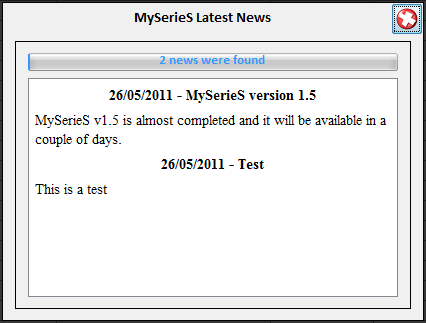 MySerieS Latest News
2 news were found
26/05/2011 - MySerieS version 1.5
MySerieS v1.5 is almost completed and it will be available in a
couple of days.
26/05/2011 - Test
This is a test